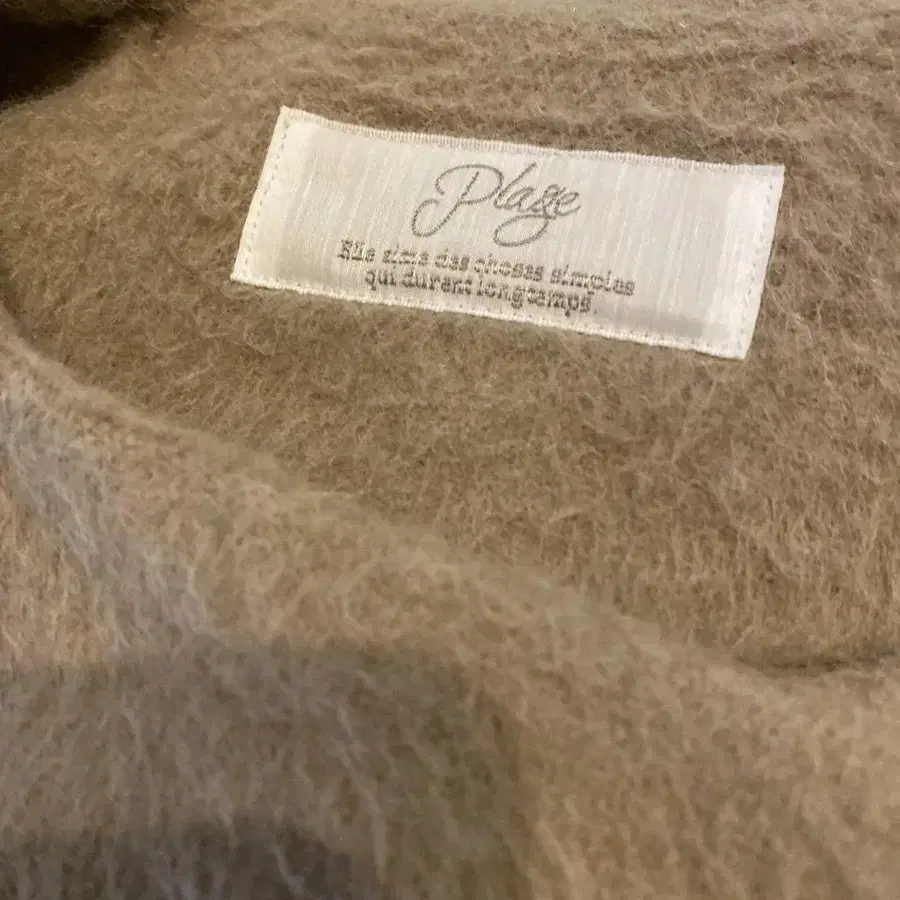 Plage
Elle aime des choses simples
qui durent longtemps.